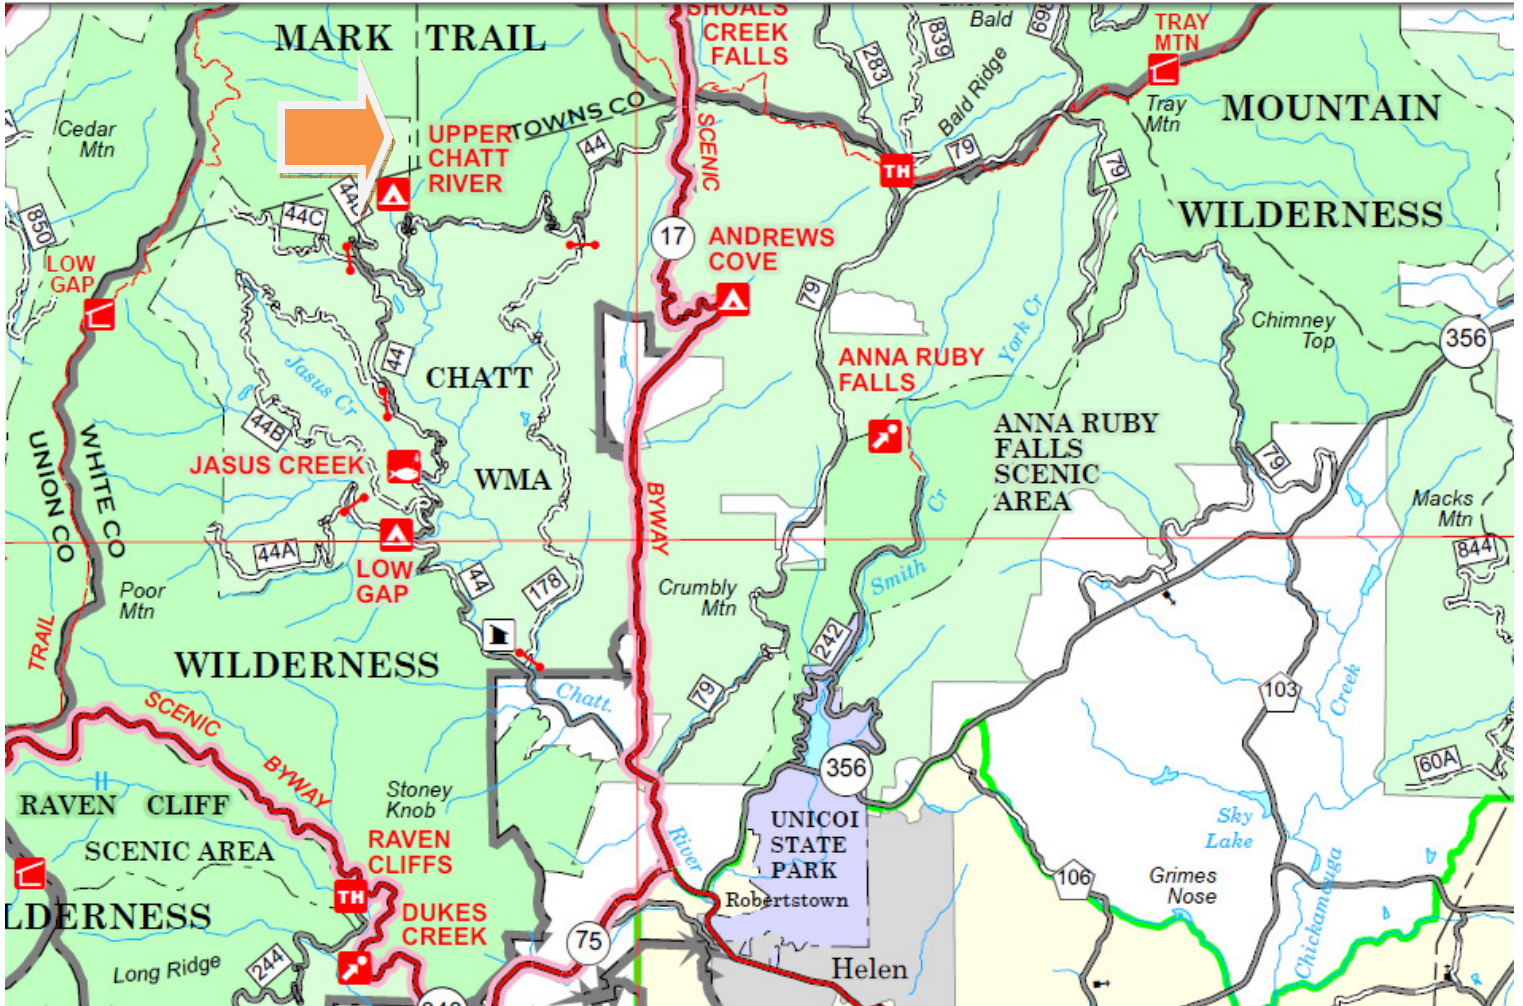 SHOALS
CREEK
FALLS
Bald
698
TRAY
MTN
MARK TRAIL
283
839
Bald Ridge
Tray
Mtn
MOUNTAIN
Cedar
Mtn
UPPER
CHATT
RIVER
TOWNS CO
44
SCENIC
TH
79
79
WILDERNESS
850
44C
17
ANDREWS
COVE
LOW
GAP
79
York Cr
Chimney
Top
356
Jasus Cr
44
CHATT
ANNA RUBY
FALLS
44B
JASUS CREEK
WMA
ANNA RUBY
FALLS
SCENIC
AREA
79
UNION CO
WHITE CO
BYWAY
Cr
Macks
Mtn
44A
LOW
GAP
844
Poor
Mtn
44
178
Crumbly
Mtn
Smith
TRAIL
WILDERNESS
242
Chatt.
79
103
Creek
SCENIC
BYWAY
Stoney
Knob
356
60A
RAVEN CLIFF
SCENIC AREA
RAVEN
CLIFFS
River
UNICOI
STATE
PARK
Sky
Lake
TH
106
Grimes
Nose
LDERNESS
DUKES
CREEK
Robertstown
75
Chickamauga
244
Long Ridge
Helen